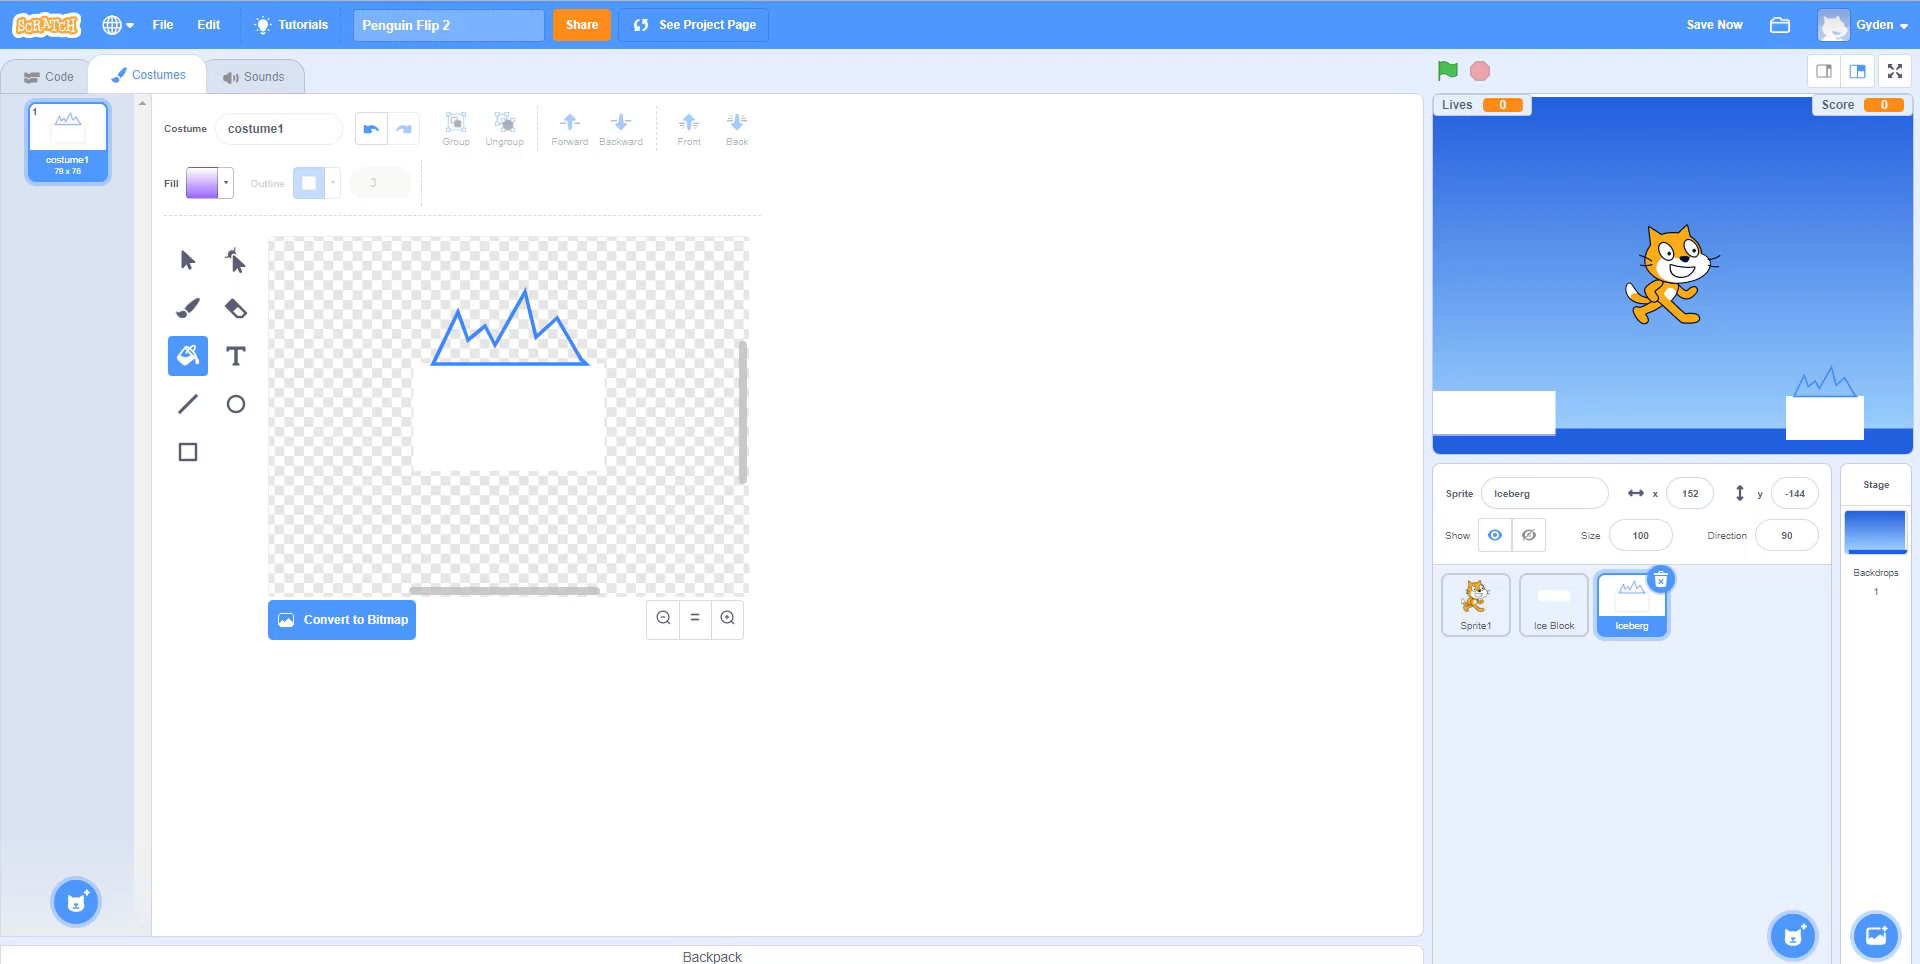 SCRATCH
File
Edit
Tutorials
Penguin Flip 2
Share
See Project Page
Save Now
Gyden
Code
Costumes
Sounds
1
costume1
79 x 76
Costume
costume1
Group
Ungroup
Forward
Backward
Front
Back
Fill
Outline
3
Convert to Bitmap
Lives 0
Score 0
Sprite
Iceberg
x
152
y
-144
Show
Size
100
Direction
90
Sprite1
Ice Block
Iceberg
Stage
Backdrops
1
Backpack